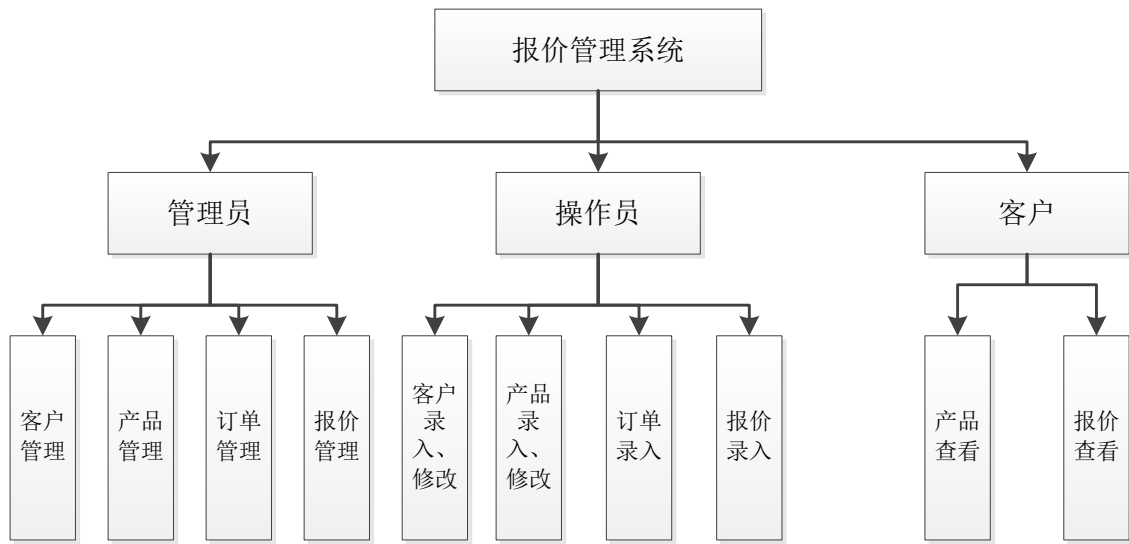 报价管理系统
管理员
操作员
客户
客户
管理
产品
管理
订单
管理
报价
管理
客户
录
入、
修改
产品
录
入、
修改
订单
录入
报价
录入
产品
查看
报价
查看